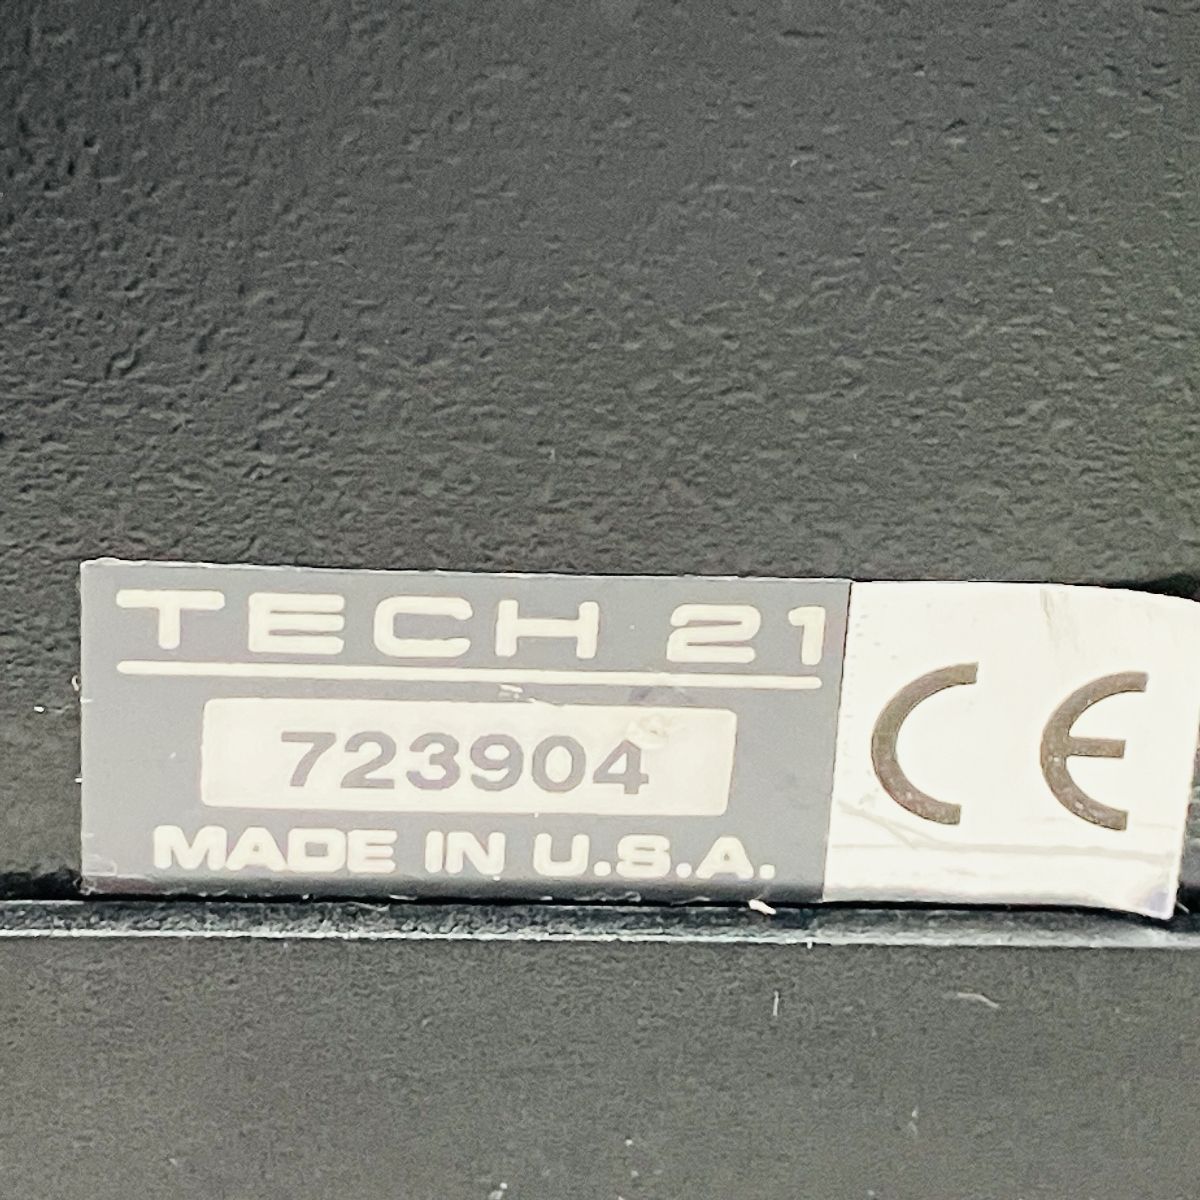 TECH 21
723904
MADE IN U.S.A.
CE